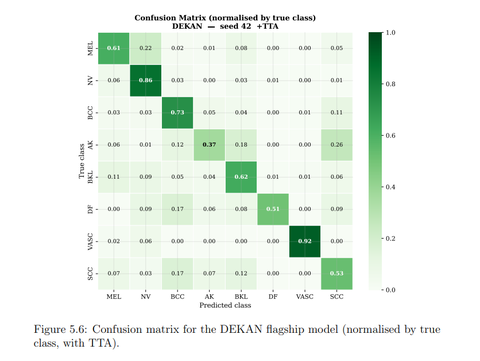 Confusion Matrix (normalised by true class)
DEKAN — seed 42 +TTA
1.0
MEL 0.61 0.22 0.02 0.01 0.08 0.00 0.00 0.05
NV 0.06 0.86 0.03 0.00 0.03 0.01 0.00 0.01
0.8
BCC 0.03 0.03 0.73 0.05 0.04 0.00 0.01 0.11
0.6
AK 0.06 0.01 0.12 0.37 0.18 0.00 0.00 0.26
True class
BKL 0.11 0.09 0.05 0.04 0.62 0.01 0.01 0.06
0.4
DF 0.00 0.09 0.17 0.06 0.08 0.51 0.00 0.09
0.2
VASC 0.02 0.06 0.00 0.00 0.00 0.00 0.92 0.00
SCC 0.07 0.03 0.17 0.07 0.12 0.00 0.00 0.53
0.0
MEL NV BCC AK BKL DF VASC SCC
Predicted class
Figure 5.6: Confusion matrix for the DEKAN flagship model (normalised by true
class, with TTA).